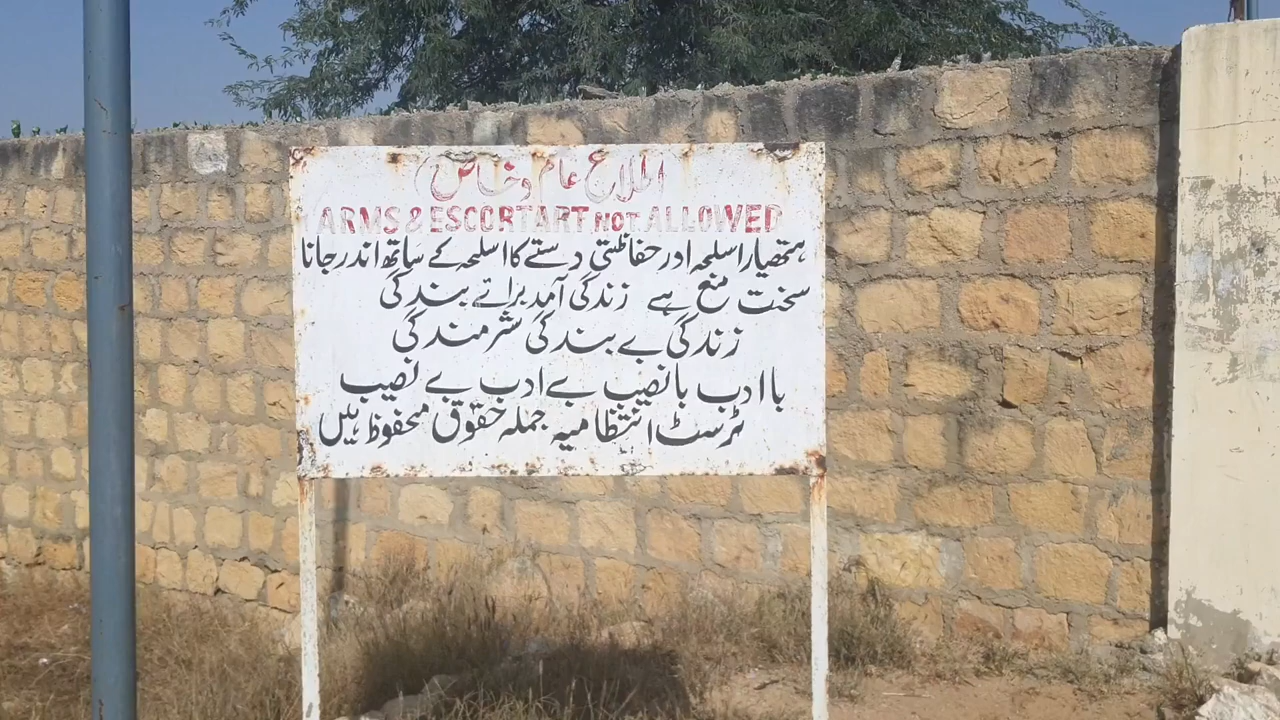 اطلاع عام و خاص
ARMS & ESCORTART NOT ALLOWED
ہتھیار اسلحہ اور حفاظتی دستے کا اسلحہ کے ساتھ اندر جانا
سخت منع ہے زندگی آمد برائے بندگی
زندگی بے بندگی شرمندگی
با ادب با نصیب بے ادب بے نصیب
ٹرسٹ انتظامیہ جملہ حقوق محفوظ ہیں